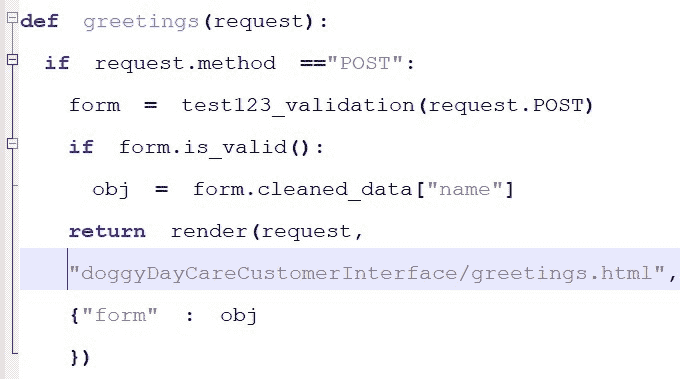 def greetings(request):
if request.method =="POST":
form = test123_validation(request.POST)
if form.is_valid():
obj = form.cleaned_data["name"]
return render(request,
"doggyDayCareCustomerInterface/greetings.html",
{"form" : obj
})